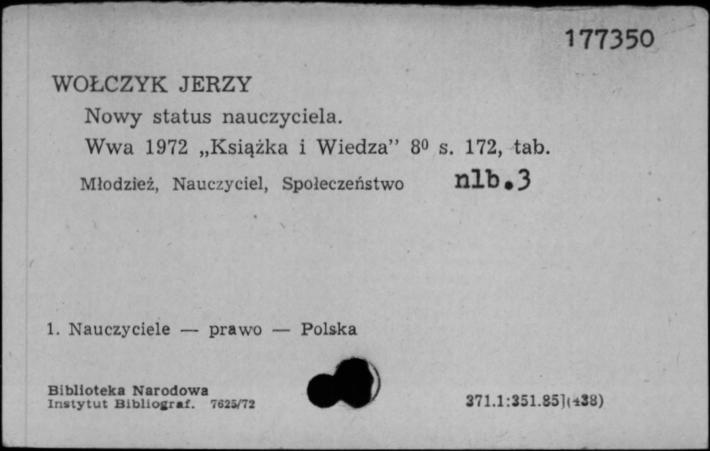 177350
WOŁCZYK JERZY
Nowy status nauczyciela.
Wwa 1972 „Książka i Wiedza” 8⁰ s. 172, tab.
Młodzież, Nauczyciel, Społeczeństwo nlb.3
1. Nauczyciele — prawo — Polska
Biblioteka Narodowa
Instytut Bibliograf. 7625/72
371.1:351.851(438)